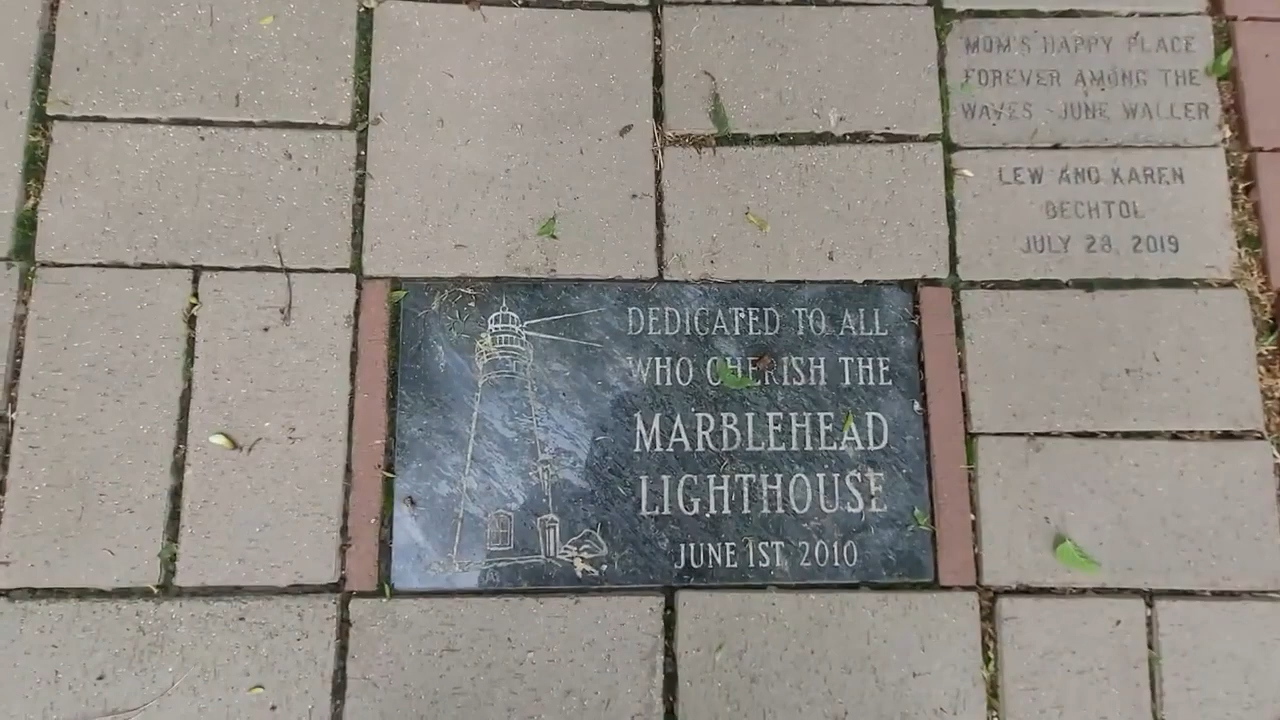 MOM'S HAPPY PLACE
FOREVER AMONG THE
WAVES - JUNE WALLER
LEW AND KAREN
BECHTOL
JULY 28, 2019
DEDICATED TO ALL
WHO CHERISH THE
MARBLEHEAD
LIGHTHOUSE
JUNE 1ST, 2010